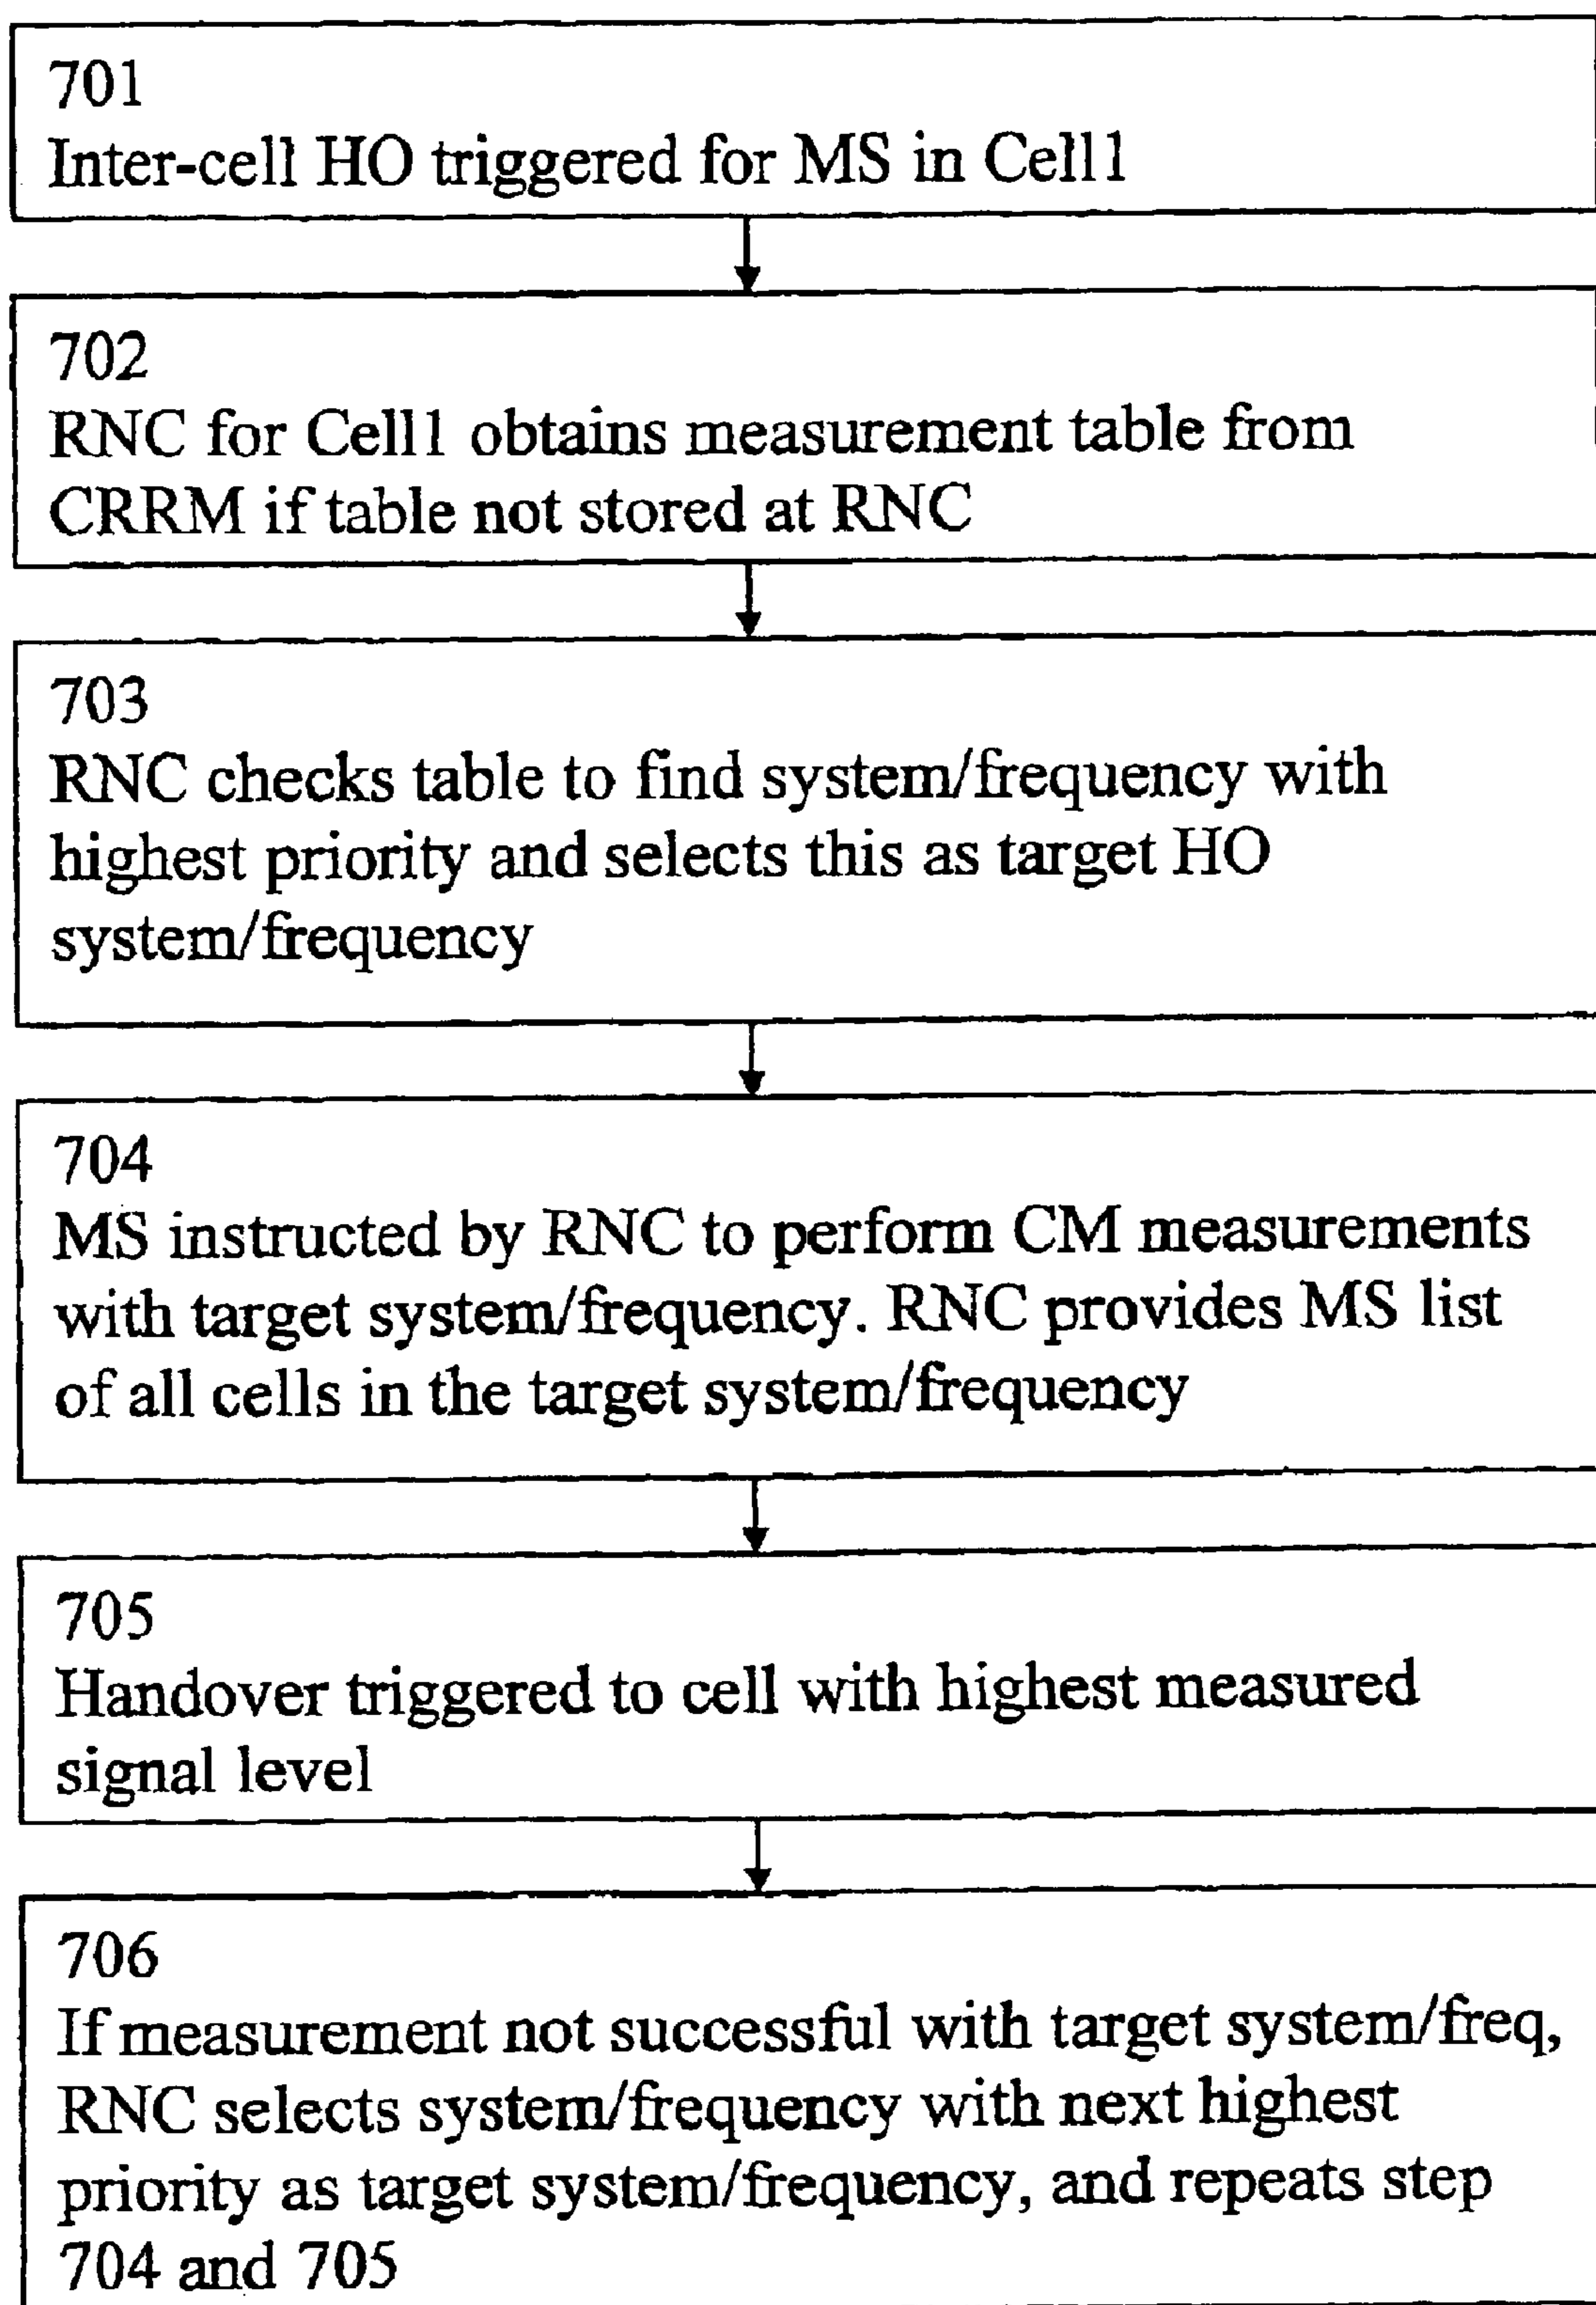 701
Inter-cell HO triggered for MS in Cell1
702
RNC for Cell1 obtains measurement table from
CRRM if table not stored at RNC
703
RNC checks table to find system/frequency with
highest priority and selects this as target HO
system/frequency
704
MS instructed by RNC to perform CM measurements
with target system/frequency. RNC provides MS list
of all cells in the target system/frequency
705
Handover triggered to cell with highest measured
signal level
706
If measurement not successful with target system/freq,
RNC selects system/frequency with next highest
priority as target system/frequency, and repeats step
704 and 705